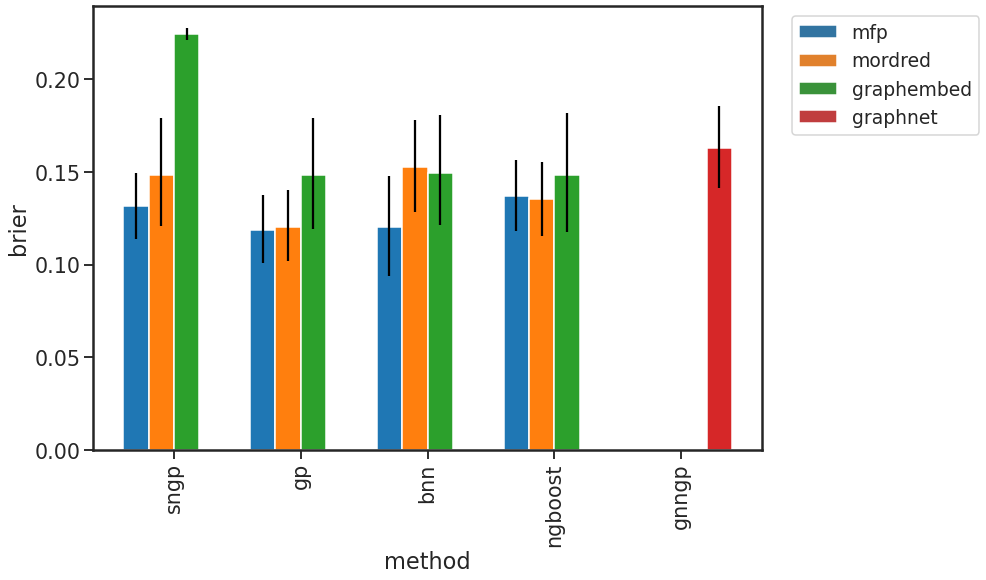 mfp
mordred
graphembed
graphnet
brier
0.20
0.15
0.10
0.05
0.00
sngp
gp
bnn
ngboost
gnngp
method